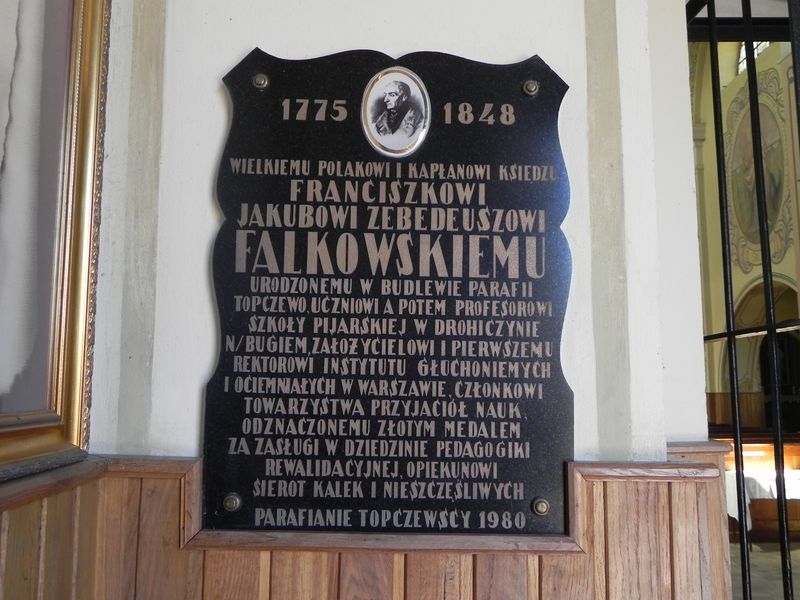 1775 1848
WIELKIEMU POLAKOWI I KAPŁANOWI KSIĘDZU
FRANCISZKOWI
JAKUBOWI ZEBEDEUSZOWI
FALKOWSKIEMU
URODZONEMU W BUDLEWIE PARAFII
TOPCZEWO, UCZNIOWI A POTEM PROFESOROWI
SZKOŁY PIJARSKIEJ W DROHICZYNIE
N/BUGIEM, ZAŁOŻYCIELOWI I PIERWSZEMU
REKTOROWI INSTYTUTU GŁUCHONIEMYCH
I OCIEMNIAŁYCH W WARSZAWIE, CZŁONKOWI
TOWARZYSTWA PRZYJACIÓŁ NAUK,
ODZNACZONEMU ZŁOTYM MEDALEM
ZA ZASŁUGI W DZIEDZINIE PEDAGOGIKI
REWALIDACYJNEJ, OPIEKUNOWI
SIEROT KALEK I NIESZCZĘŚLIWYCH
PARAFIANIE TOPCZEWSCY 1980